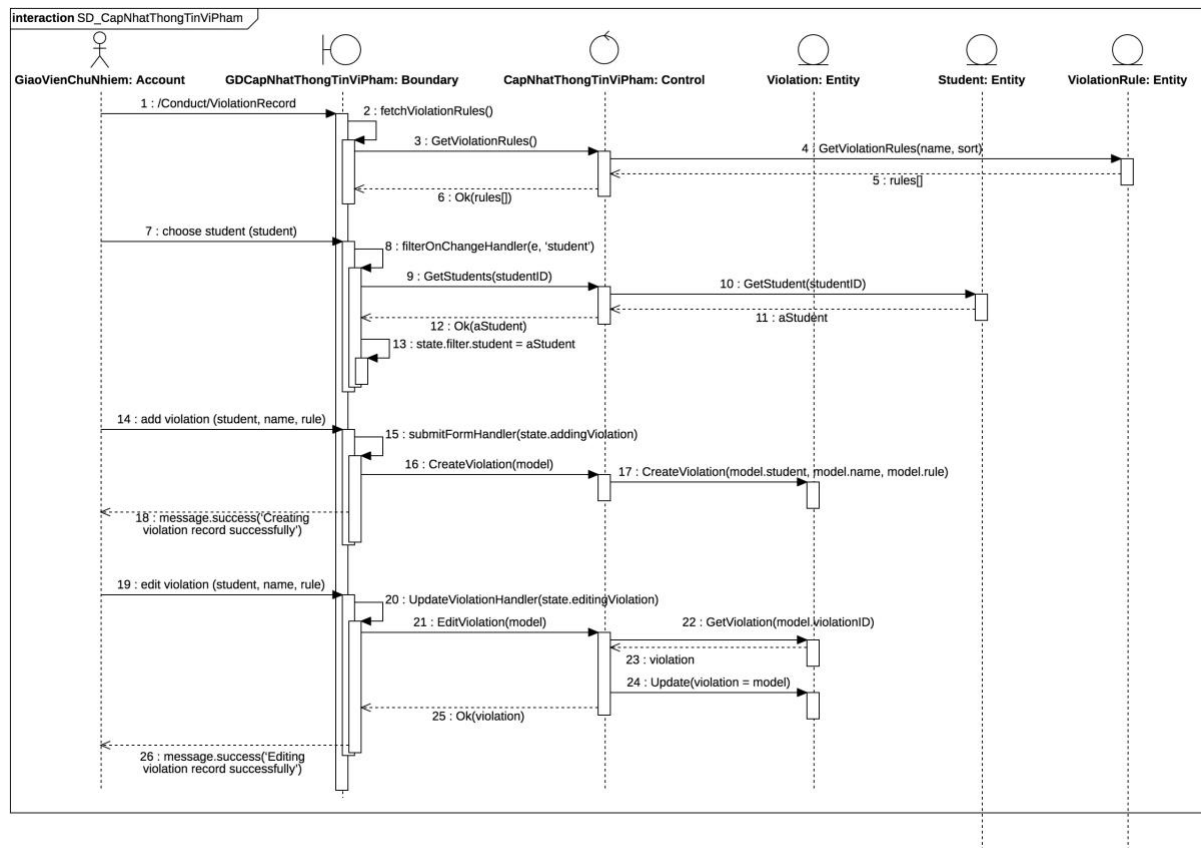 interaction SD_CapNhatThongTinViPham
GiaoVienChuNhiem: Account
GDCapNhatThongTinViPham: Boundary
CapNhatThongTinViPham: Control
Violation: Entity
Student: Entity
ViolationRule: Entity
1 : /Conduct/ViolationRecord
2 : fetchViolationRules()
3 : GetViolationRules()
4 : GetViolationRules(name, sort)
5 : rules[]
6 : Ok(rules[])
7 : choose student (student)
8 : filterOnChangeHandler(e, ‘student’)
9 : GetStudents(studentID)
10 : GetStudent(studentID)
11 : aStudent
12 : Ok(aStudent)
13 : state.filter.student = aStudent
14 : add violation (student, name, rule)
15 : submitFormHandler(state.addingViolation)
16 : CreateViolation(model)
17 : CreateViolation(model.student, model.name, model.rule)
18 : message.success(‘Creating
violation record successfully’)
19 : edit violation (student, name, rule)
20 : UpdateViolationHandler(state.editingViolation)
21 : EditViolation(model)
22 : GetViolation(model.violationID)
23 : violation
24 : Update(violation = model)
25 : Ok(violation)
26 : message.success(‘Editing
violation record successfully’)